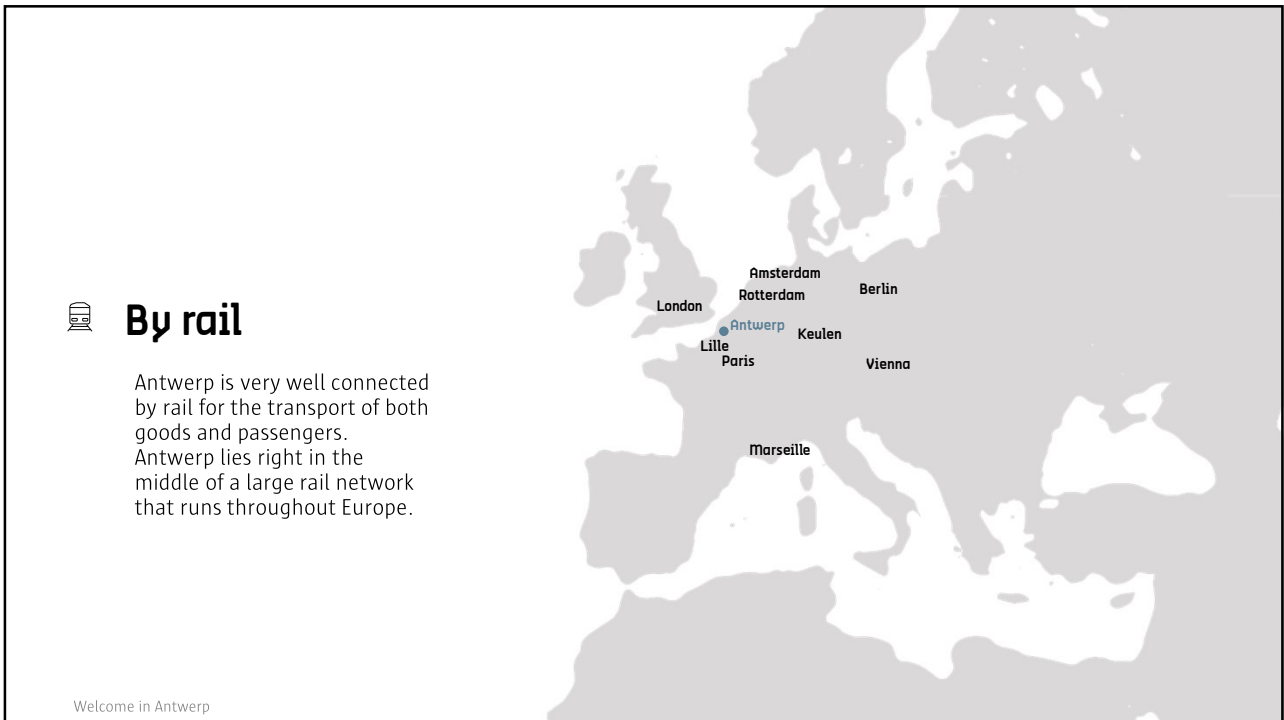 By rail
Antwerp is very well connected
by rail for the transport of both
goods and passengers.
Antwerp lies right in the
middle of a large rail network
that runs throughout Europe.
Amsterdam
Berlin
Rotterdam
London
Antwerp
Keulen
Lille
Paris
Vienna
Marseille
Welcome in Antwerp